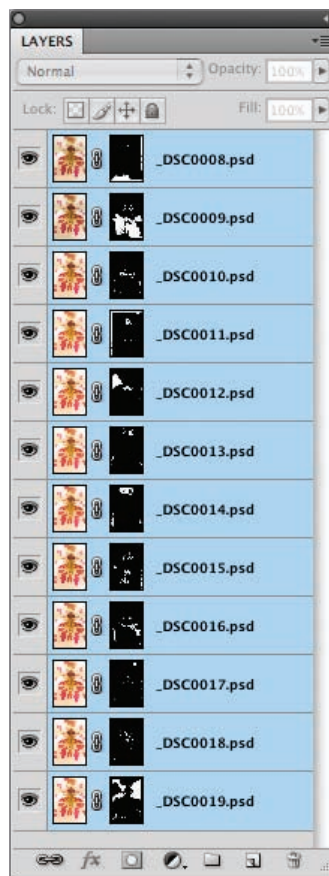 LAYERS
Normal Opacity: 100%
Lock: Fill: 100%
_DSC0008.psd
_DSC0009.psd
_DSC0010.psd
_DSC0011.psd
_DSC0012.psd
_DSC0013.psd
_DSC0014.psd
_DSC0015.psd
_DSC0016.psd
_DSC0017.psd
_DSC0018.psd
_DSC0019.psd
fx